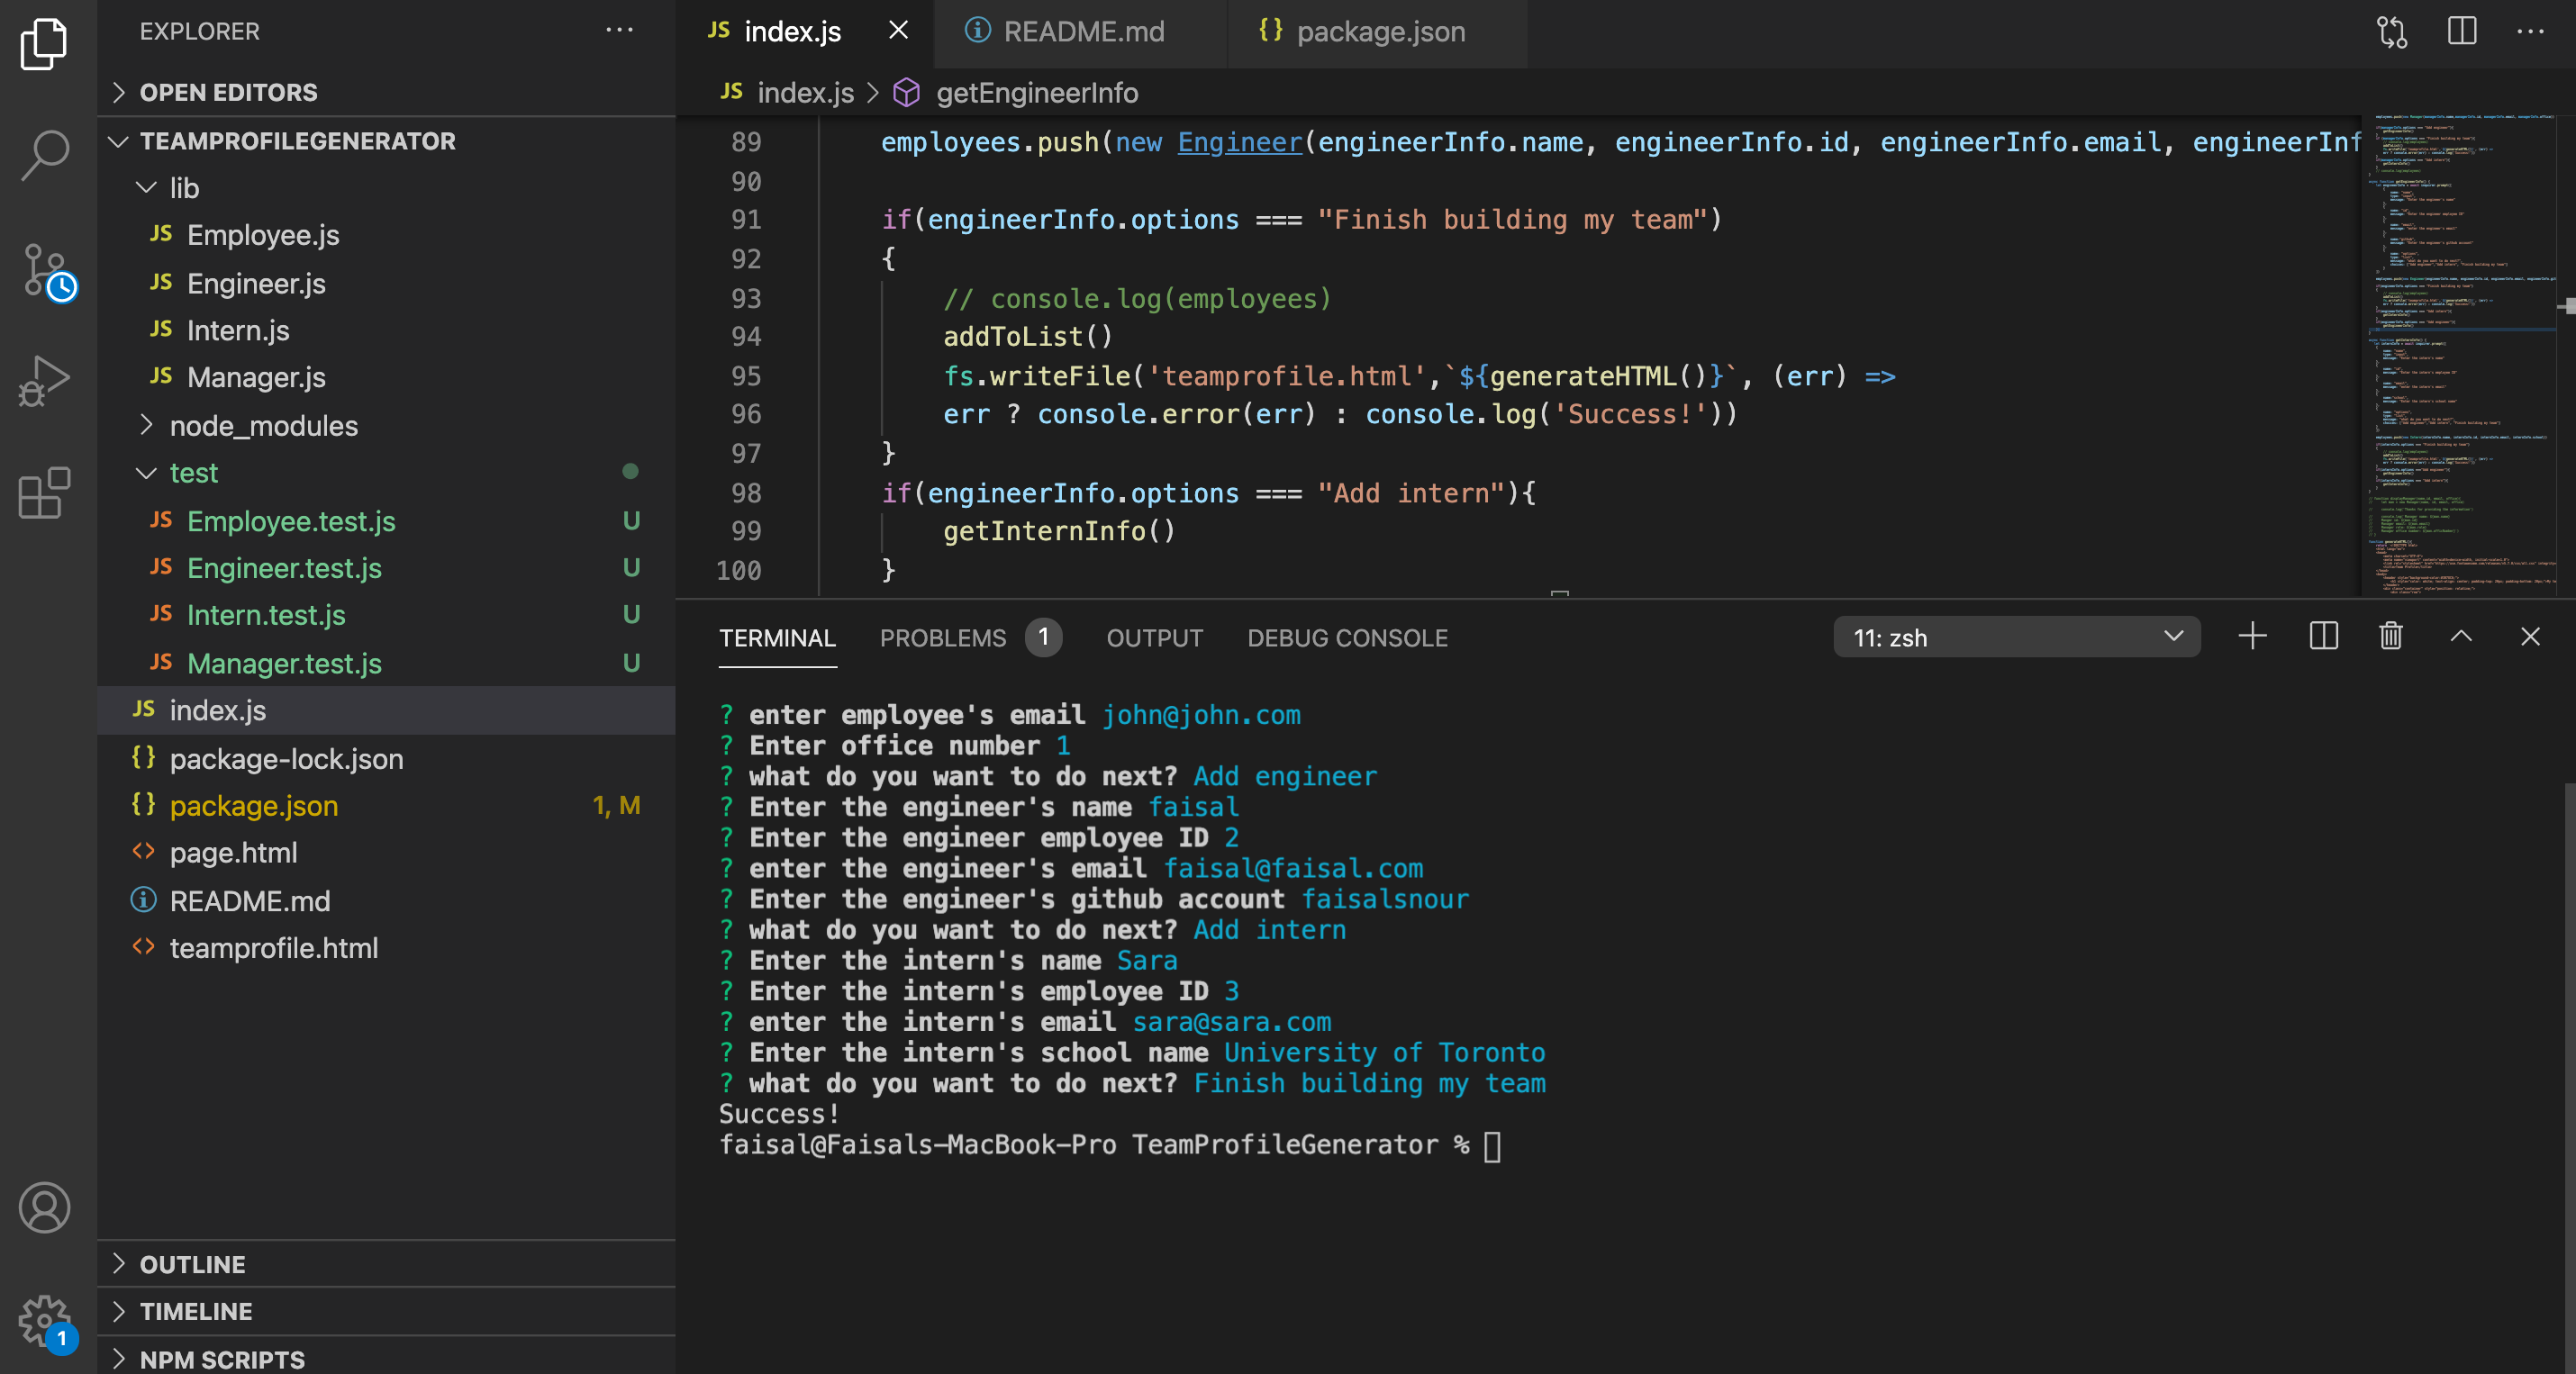 EXPLORER
OPEN EDITORS
TEAMPROFILEGENERATOR
lib
JS Employee.js
JS Engineer.js
JS Intern.js
JS Manager.js
node_modules
test
JS Employee.test.js U
JS Engineer.test.js U
JS Intern.test.js U
JS Manager.test.js U
JS index.js
{} package-lock.json
{} package.json 1, M
<> page.html
README.md
<> teamprofile.html
OUTLINE
TIMELINE
NPM SCRIPTS
1
JS index.js
README.md
{} package.json
JS index.js > getEngineerInfo
89 employees.push(new Engineer(engineerInfo.name, engineerInfo.id, engineerInfo.email, engineerInf
90
91 if(engineerInfo.options === "Finish building my team")
92 {
93 // console.log(employees)
94 addToList()
95 fs.writeFile('teamprofile.html',`${generateHTML()}`, (err) =>
96 err ? console.error(err) : console.log('Success!'))
97 }
98 if(engineerInfo.options === "Add intern"){
99 getInternInfo()
100 }
TERMINAL PROBLEMS 1 OUTPUT DEBUG CONSOLE 11: zsh
? enter employee's email john@john.com
? Enter office number 1
? what do you want to do next? Add engineer
? Enter the engineer's name faisal
? Enter the engineer employee ID 2
? enter the engineer's email faisal@faisal.com
? Enter the engineer's github account faisalsnour
? what do you want to do next? Add intern
? Enter the intern's name Sara
? Enter the intern's employee ID 3
? enter the intern's email sara@sara.com
? Enter the intern's school name University of Toronto
? what do you want to do next? Finish building my team
Success!
faisal@Faisals-MacBook-Pro TeamProfileGenerator %